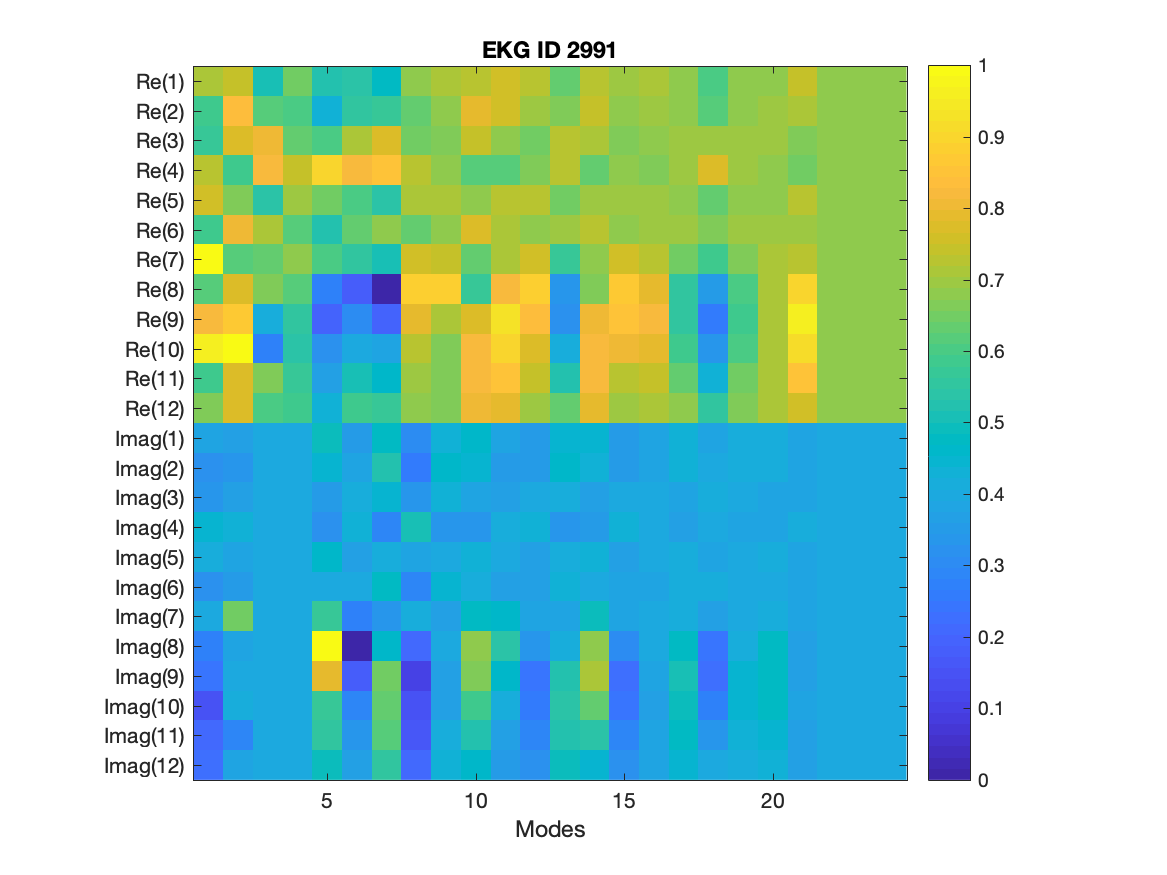 EKG ID 2991
Re(1)
Re(2)
Re(3)
Re(4)
Re(5)
Re(6)
Re(7)
Re(8)
Re(9)
Re(10)
Re(11)
Re(12)
Imag(1)
Imag(2)
Imag(3)
Imag(4)
Imag(5)
Imag(6)
Imag(7)
Imag(8)
Imag(9)
Imag(10)
Imag(11)
Imag(12)
5 10 15 20
Modes
1
0.9
0.8
0.7
0.6
0.5
0.4
0.3
0.2
0.1
0